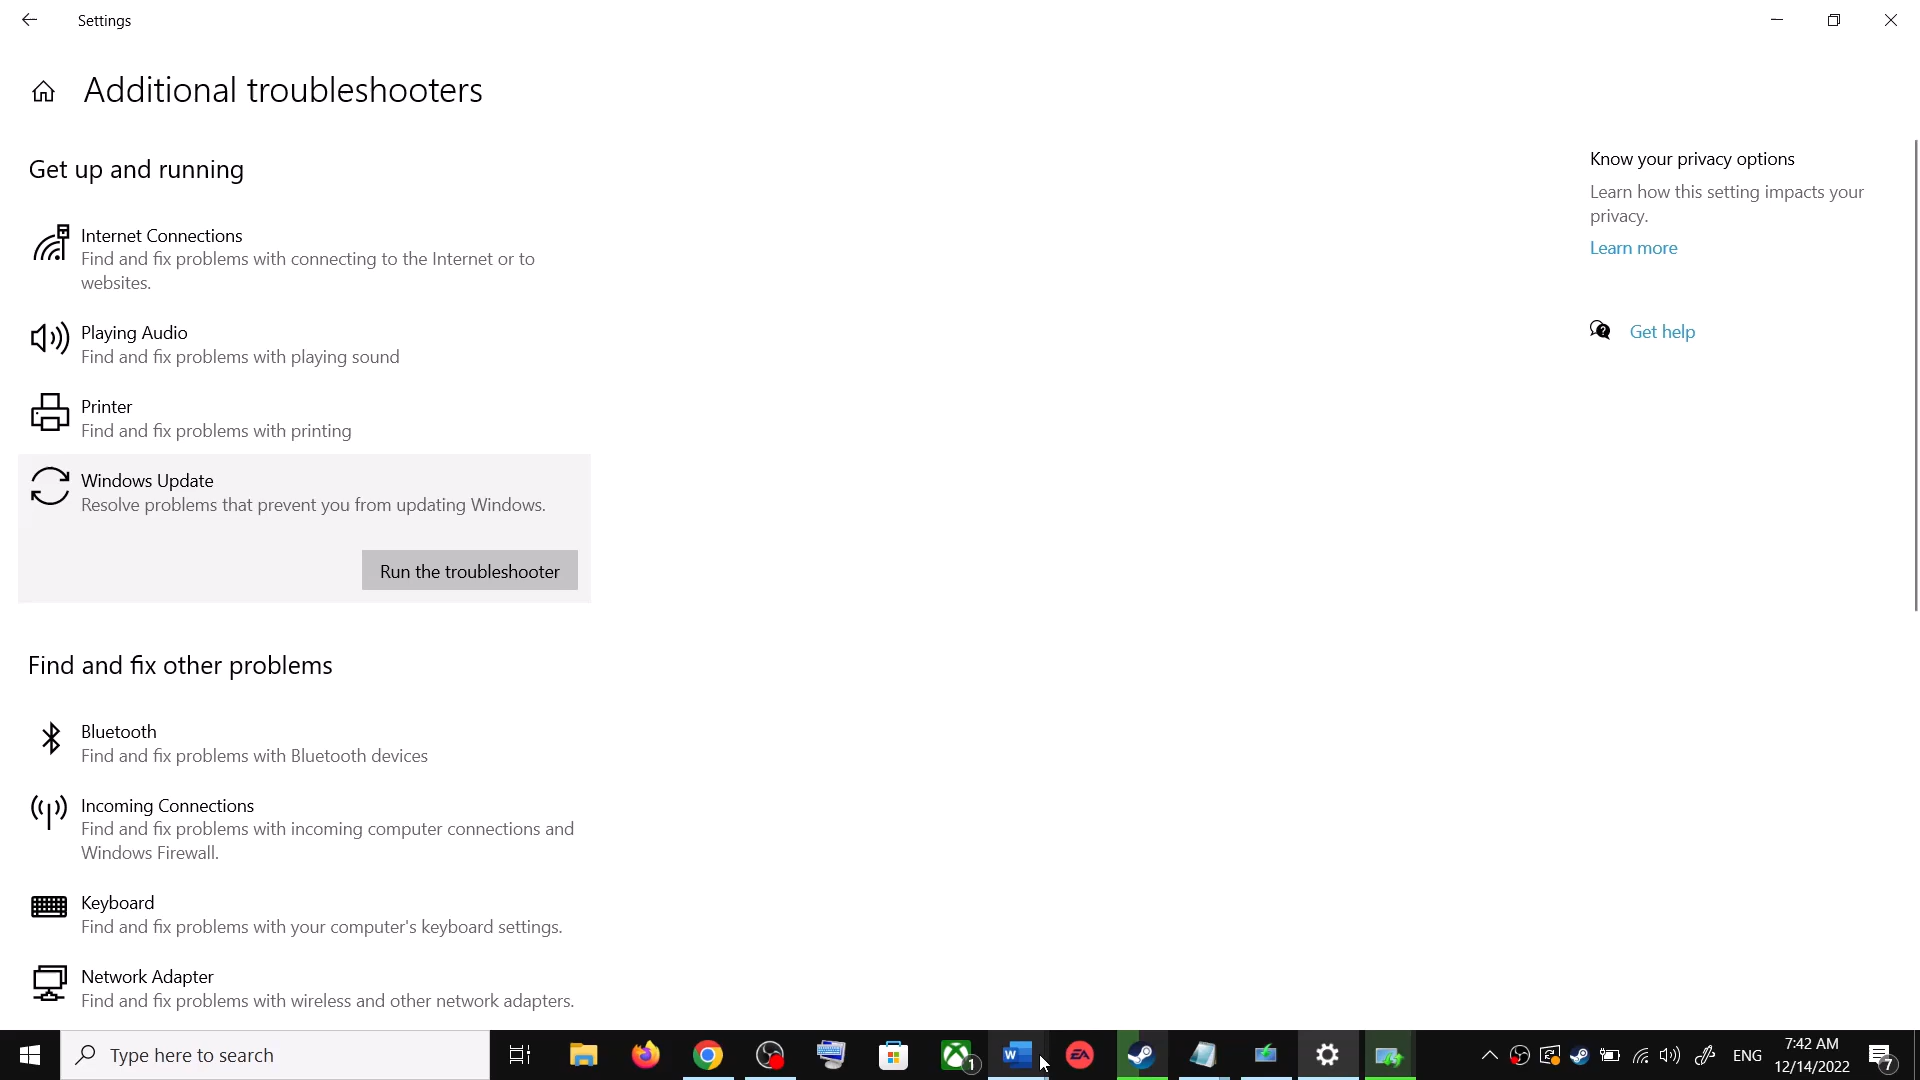 Settings
Additional troubleshooters
Get up and running
Internet Connections
Find and fix problems with connecting to the Internet or to
websites.
Playing Audio
Find and fix problems with playing sound
Printer
Find and fix problems with printing
Windows Update
Resolve problems that prevent you from updating Windows.
Run the troubleshooter
Find and fix other problems
Bluetooth
Find and fix problems with Bluetooth devices
Incoming Connections
Find and fix problems with incoming computer connections and
Windows Firewall.
Keyboard
Find and fix problems with your computer's keyboard settings.
Network Adapter
Find and fix problems with wireless and other network adapters.
Know your privacy options
Learn how this setting impacts your
privacy.
Learn more
Get help
Type here to search
1
W
EA
ENG
7:42 AM
12/14/2022
7